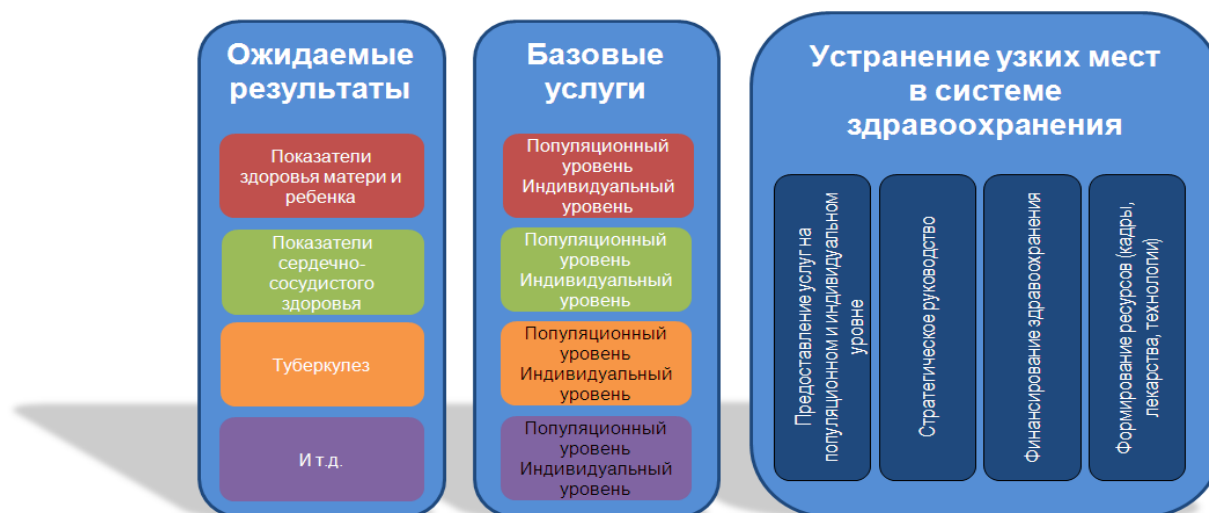 Ожидаемые
результаты
Показатели
здоровья матери и
ребенка
Показатели
сердечно-
сосудистого
здоровья
Туберкулез
И т.д.
Базовые
услуги
Популяционный
уровень
Индивидуальный
уровень
Популяционный
уровень
Индивидуальный
уровень
Популяционный
уровень
Индивидуальный
уровень
Популяционный
уровень
Индивидуальный
уровень
Устранение узких мест
в системе
здравоохранения
Предоставление услуг на
популяционном и индивидуальном
уровне
Стратегическое руководство
Финансирование здравоохранения
Формирование ресурсов (кадры,
лекарства, технологии)